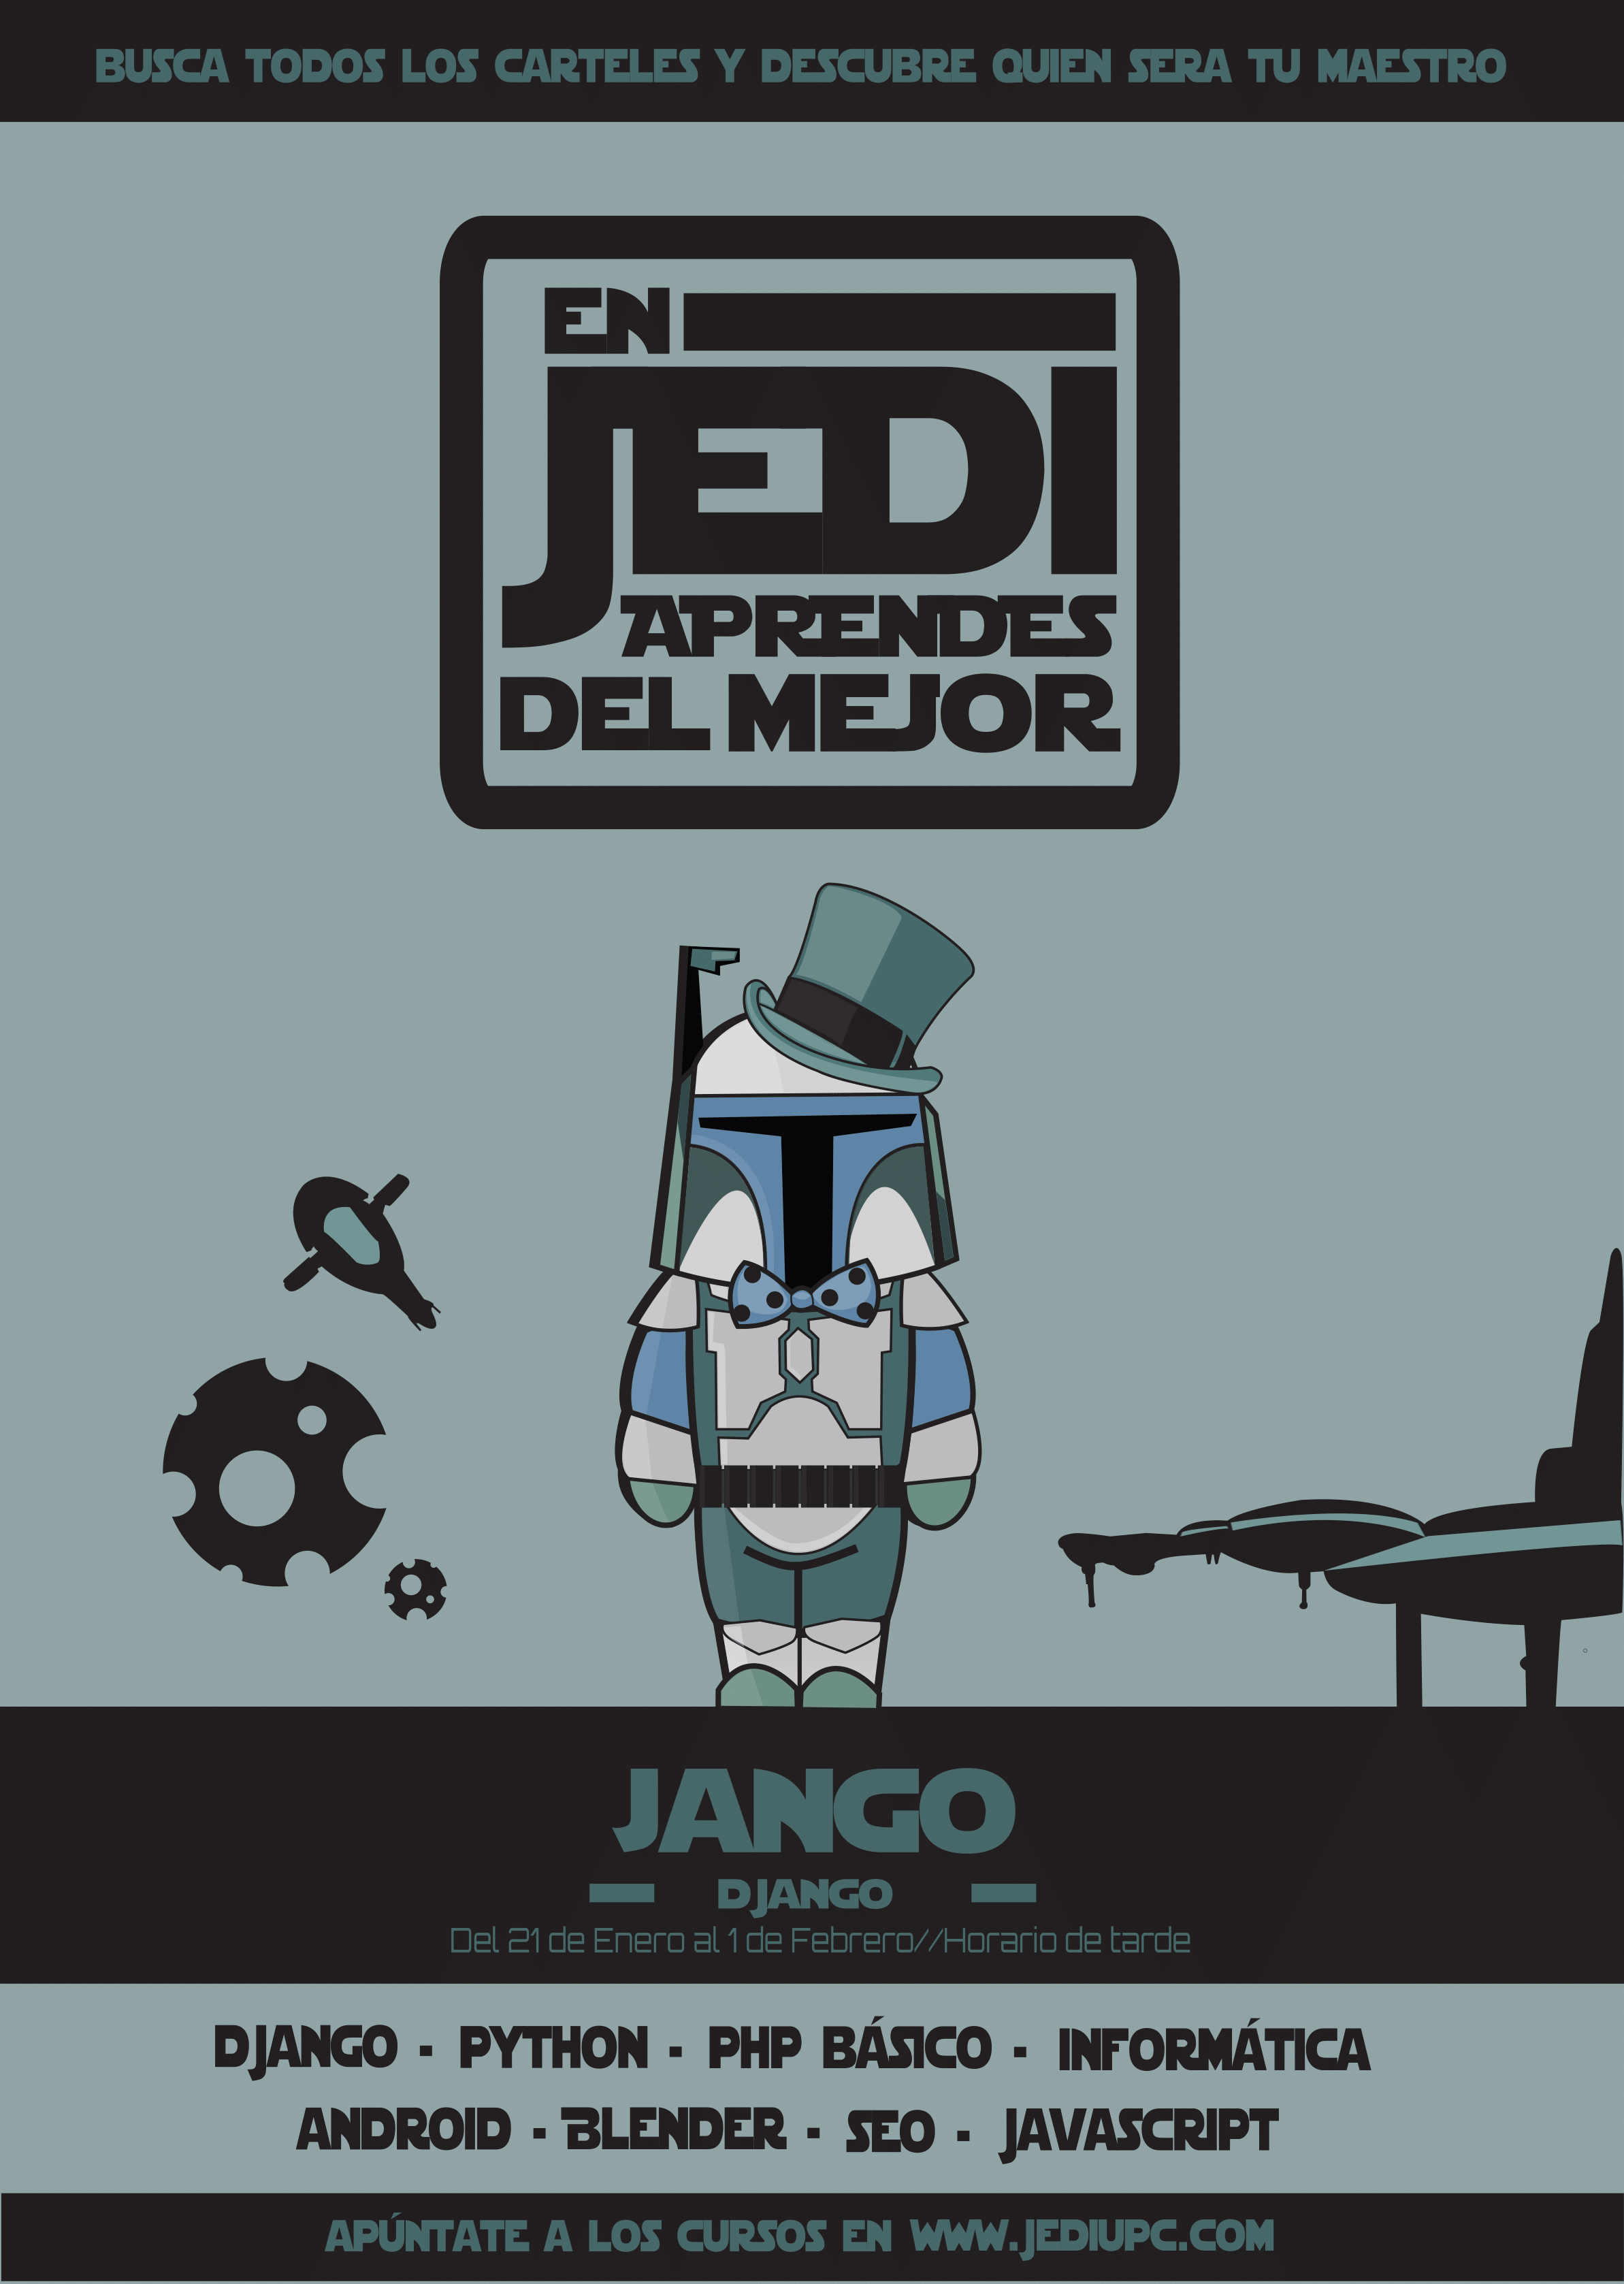 BUSCA TODOS LOS CARTELES Y DESCUBRE QUIEN SERA TU MAESTRO
EN
JEDI
APRENDES
DEL MEJOR
JANGO
DJANGO
Del 21 de Enero al 1 de Febrero//Horario de tarde
DJANGO · PYTHON · PHP BÁSICO · INFORMÁTICA
ANDROID · BLENDER · SEO · JAVASCRIPT
APÚNTATE A LOS CURSOS EN WWW.JEDIUPC.COM